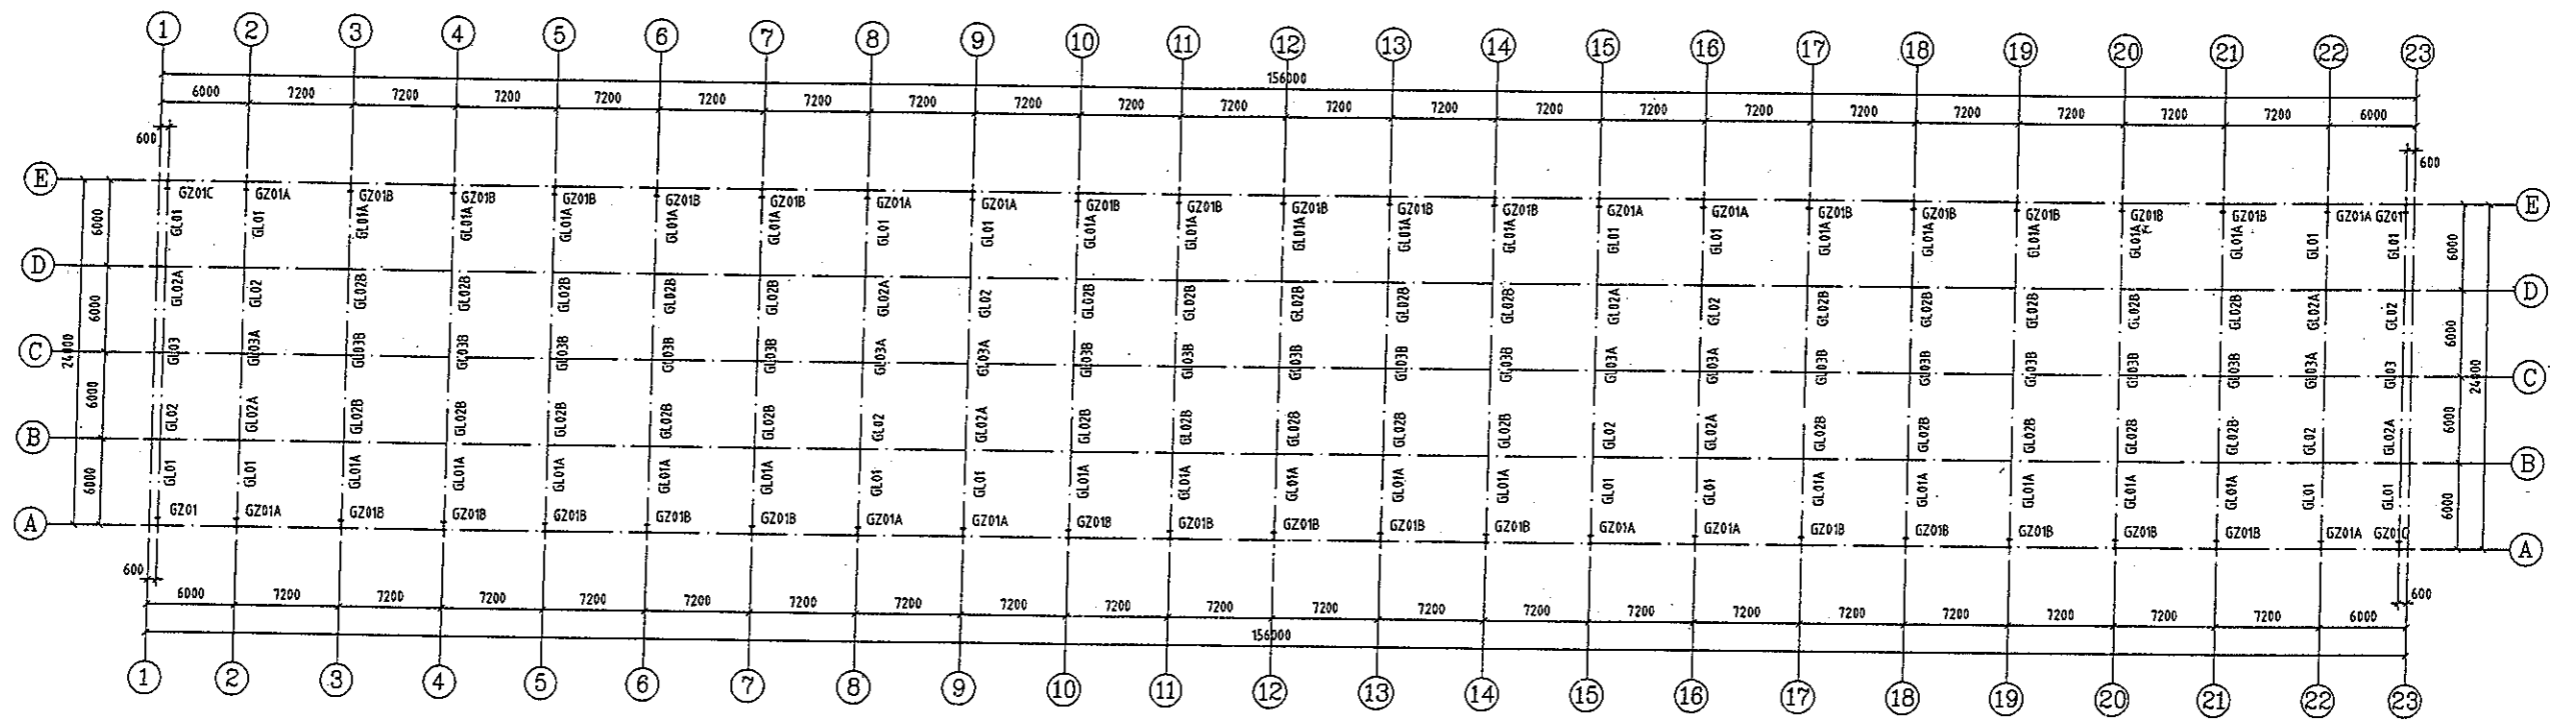 1 2 3 4 5 6 7 8 9 10 11 12 13 14 15 16 17 18 19 20 21 22 23
156000
6000 7200 7200 7200 7200 7200 7200 7200 7200 7200 7200 7200 7200 7200 7200 7200 7200 7200 7200 7200 7200 6000
600 600
E E
GZ01C GZ01A GZ01B GZ01B GZ01B GZ01B GZ01B GZ01A GZ01A GZ01B GZ01B GZ01B GZ01B GZ01B GZ01A GZ01A GZ01B GZ01B GZ01B GZ01B GZ01B GZ01A GZ01
6000 GL01 GL01 GL01A GL01A GL01A GL01A GL01A GL01 GL01 GL01A GL01A GL01A GL01A GL01A GL01 GL01 GL01A GL01A GL01A GL01A GL01A GL01 GL01 6000
D D
6000 GL02A GL02 GL02B GL02B GL02B GL02B GL02B GL02A GL02 GL02B GL02B GL02B GL02B GL02B GL02A GL02 GL02B GL02B GL02B GL02B GL02B GL02A GL02 6000
C 24000 GL03 GL03A GL03B GL03B GL03B GL03B GL03B GL03A GL03A GL03B GL03B GL03B GL03B GL03B GL03A GL03A GL03B GL03B GL03B GL03B GL03B GL03A GL03 24000 C
6000 GL02 GL02A GL02B GL02B GL02B GL02B GL02B GL02 GL02A GL02B GL02B GL02B GL02B GL02B GL02 GL02A GL02B GL02B GL02B GL02B GL02B GL02 GL02A 6000
B B
6000 GL01 GL01 GL01A GL01A GL01A GL01A GL01A GL01 GL01 GL01A GL01A GL01A GL01A GL01A GL01 GL01 GL01A GL01A GL01A GL01A GL01A GL01 GL01 6000
GZ01 GZ01A GZ01B GZ01B GZ01B GZ01B GZ01B GZ01A GZ01A GZ01B GZ01B GZ01B GZ01B GZ01B GZ01A GZ01A GZ01B GZ01B GZ01B GZ01B GZ01B GZ01A GZ01C
A A
600 600
6000 7200 7200 7200 7200 7200 7200 7200 7200 7200 7200 7200 7200 7200 7200 7200 7200 7200 7200 7200 7200 6000
156000
1 2 3 4 5 6 7 8 9 10 11 12 13 14 15 16 17 18 19 20 21 22 23